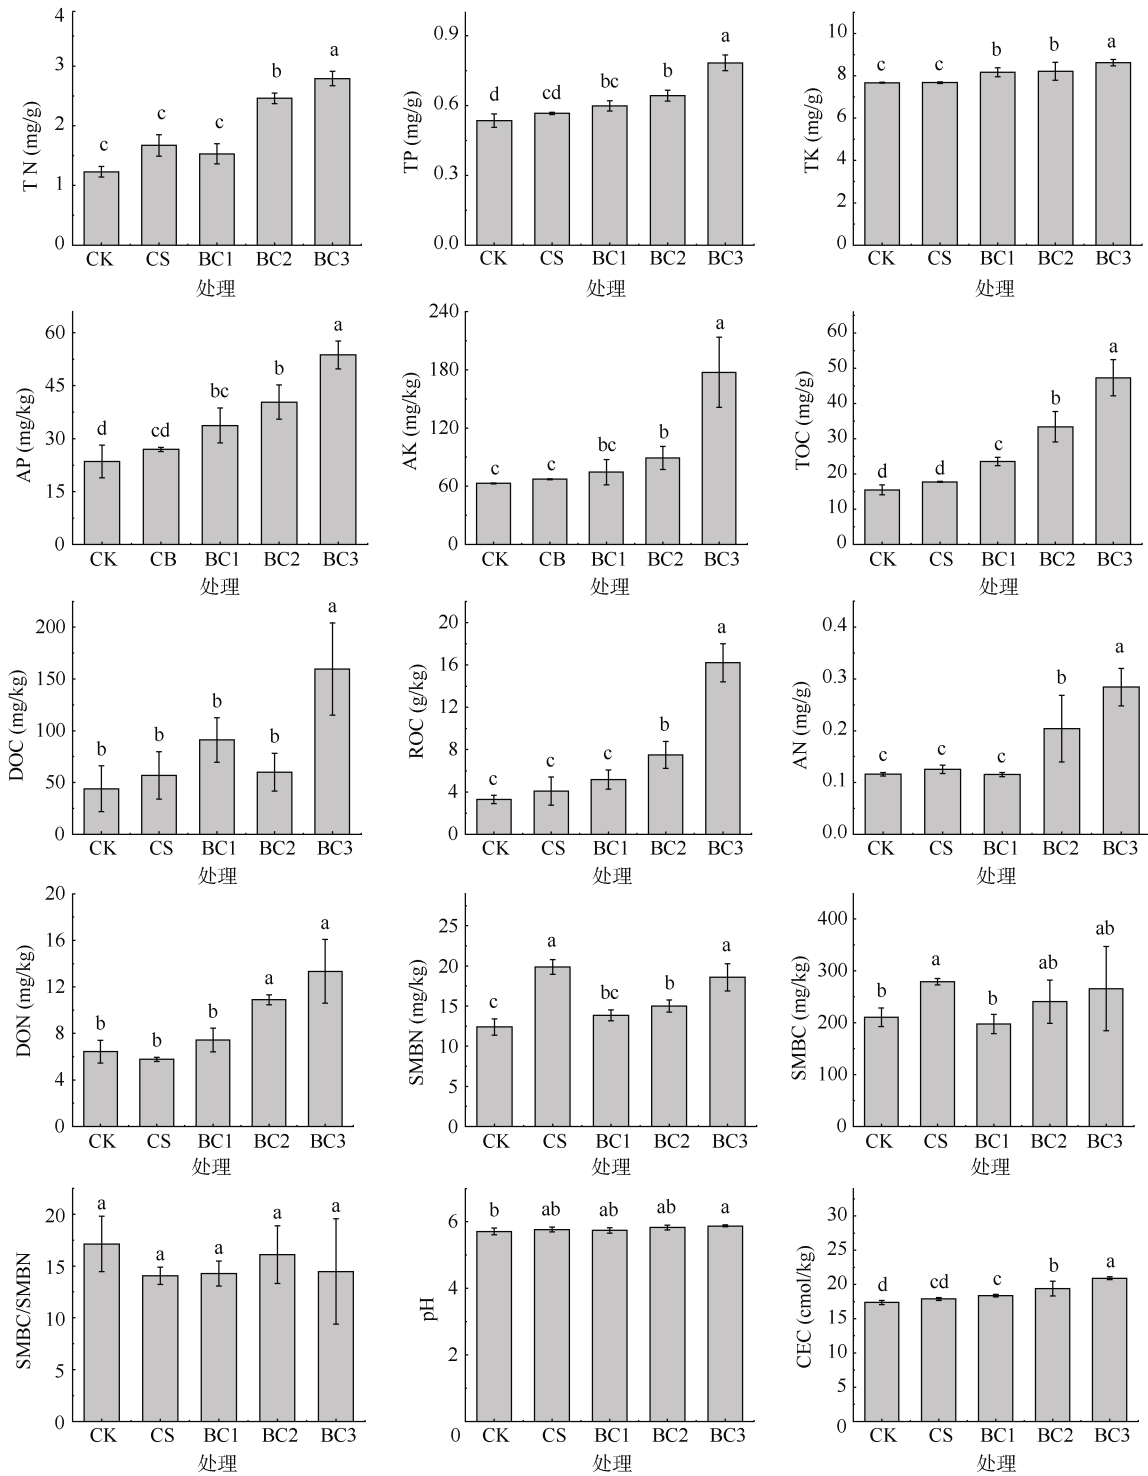 T N (mg/g)
4
3
2
1
0
c
c
c
b
a
CK
CS
BC1
BC2
BC3
处理
TP (mg/g)
0.9
0.6
0.3
0.0
d
cd
bc
b
a
CK
CS
BC1
BC2
BC3
处理
TK (mg/g)
10
8
6
4
2
0
c
c
b
b
a
CK
CS
BC1
BC2
BC3
处理
AP (mg/kg)
60
45
30
15
0
d
cd
bc
b
a
CK
CB
BC1
BC2
BC3
处理
AK (mg/kg)
240
180
120
60
0
c
c
bc
b
a
CK
CB
BC1
BC2
BC3
处理
TOC (mg/g)
60
50
40
30
20
10
0
d
d
c
b
a
CK
CS
BC1
BC2
BC3
处理
DOC (mg/kg)
200
150
100
50
0
b
b
b
b
a
CK
CS
BC1
BC2
BC3
处理
ROC (g/kg)
20
16
12
8
4
0
c
c
c
b
a
CK
CS
BC1
BC2
BC3
处理
AN (mg/g)
0.4
0.3
0.2
0.1
0.0
c
c
c
b
a
CK
CS
BC1
BC2
BC3
处理
DON (mg/kg)
20
16
12
8
4
0
b
b
b
a
a
CK
CS
BC1
BC2
BC3
处理
SMBN (mg/kg)
25
20
15
10
5
0
c
a
bc
b
a
CK
CS
BC1
BC2
BC3
处理
SMBC (mg/kg)
400
300
200
100
0
b
a
b
ab
ab
CK
CS
BC1
BC2
BC3
处理
SMBC/SMBN
20
15
10
5
0
a
a
a
a
a
CK
CS
BC1
BC2
BC3
处理
pH
6
4
2
0
b
ab
ab
ab
a
CK
CS
BC1
BC2
BC3
处理
CEC (cmol/kg)
30
25
20
15
10
5
0
d
cd
c
b
a
CK
CS
BC1
BC2
BC3
处理